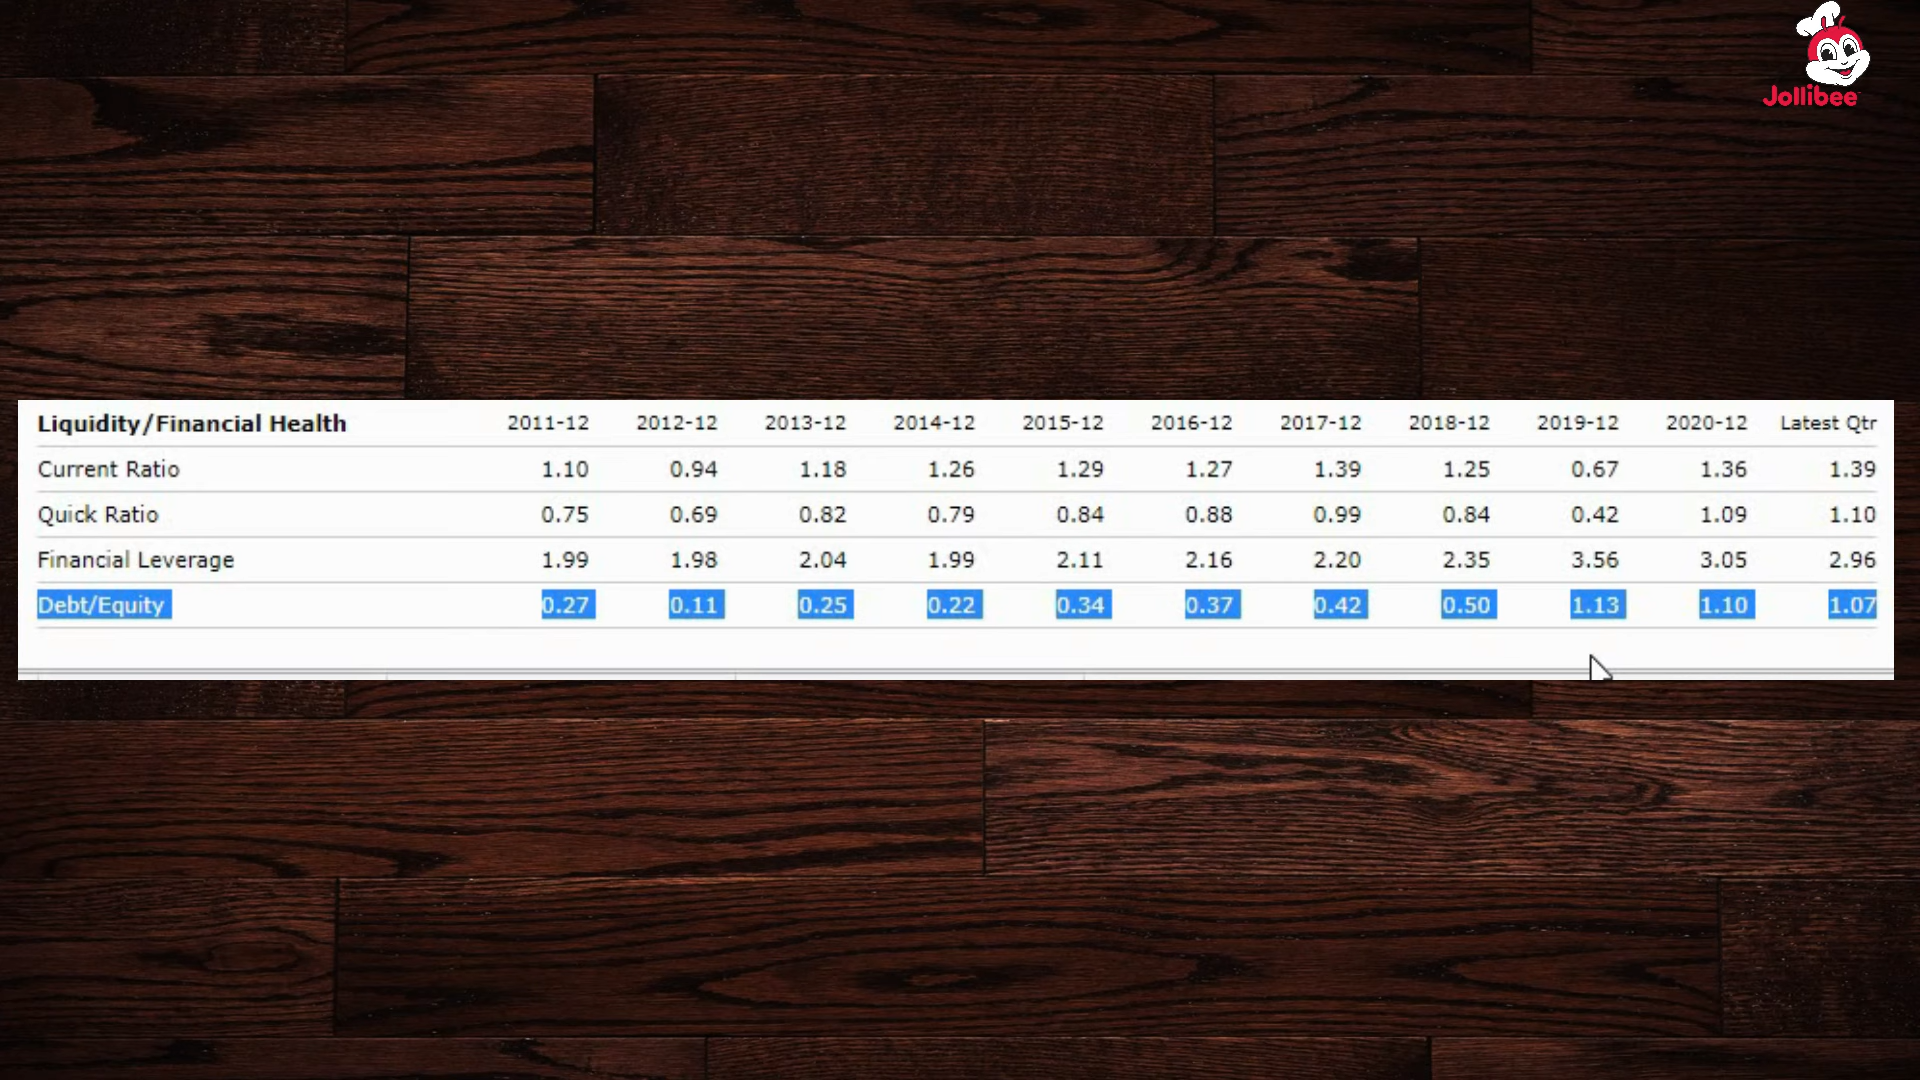 Jollibee
Liquidity/Financial Health 2011-12 2012-12 2013-12 2014-12 2015-12 2016-12 2017-12 2018-12 2019-12 2020-12 Latest Qtr
Current Ratio 1.10 0.94 1.18 1.26 1.29 1.27 1.39 1.25 0.67 1.36 1.39
Quick Ratio 0.75 0.69 0.82 0.79 0.84 0.88 0.99 0.84 0.42 1.09 1.10
Financial Leverage 1.99 1.98 2.04 1.99 2.11 2.16 2.20 2.35 3.56 3.05 2.96
Debt/Equity 0.27 0.11 0.25 0.22 0.34 0.37 0.42 0.50 1.13 1.10 1.07